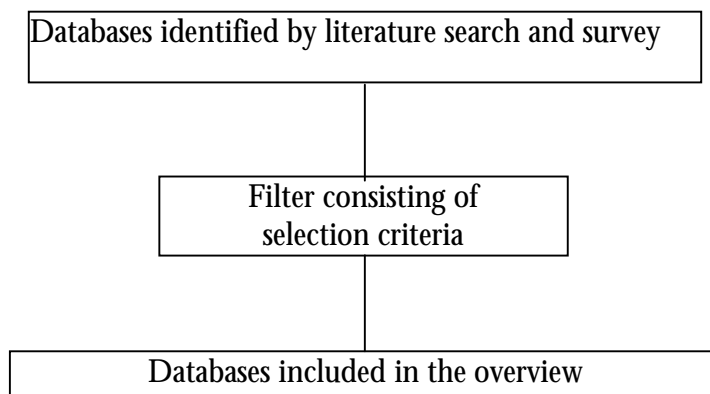 Databases identified by literature search and survey
Filter consisting of
selection criteria
Databases included in the overview